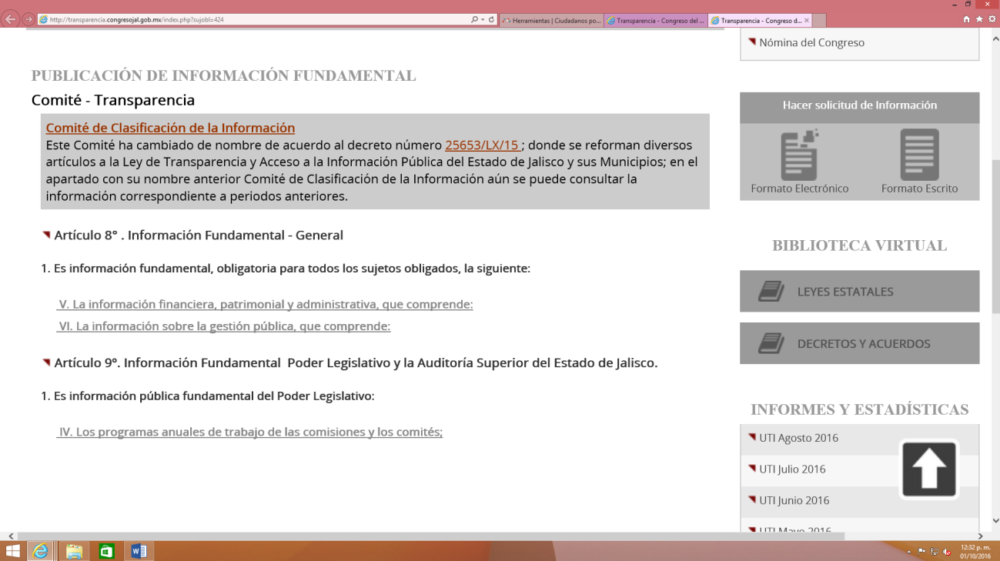 http://transparencia.congresojal.gob.mx/index.php?sujobl=424
Herramientas | Ciudadanos po...
Transparencia - Congreso del ...
Transparencia - Congreso d...
Nómina del Congreso
PUBLICACIÓN DE INFORMACIÓN FUNDAMENTAL
Comité - Transparencia
Comité de Clasificación de la Información
Este Comité ha cambiado de nombre de acuerdo al decreto número 25653/LX/15 ; donde se reforman diversos
artículos a la Ley de Transparencia y Acceso a la Información Pública del Estado de Jalisco y sus Municipios; en el
apartado con su nombre anterior Comité de Clasificación de la Información aún se puede consultar la
información correspondiente a periodos anteriores.
Artículo 8° . Información Fundamental - General
1. Es información fundamental, obligatoria para todos los sujetos obligados, la siguiente:
V. La información financiera, patrimonial y administrativa, que comprende:
VI. La información sobre la gestión pública, que comprende:
Artículo 9º. Información Fundamental  Poder Legislativo y la Auditoría Superior del Estado de Jalisco.
1. Es información pública fundamental del Poder Legislativo:
IV. Los programas anuales de trabajo de las comisiones y los comités;
Hacer solicitud de Información
Formato Electrónico
Formato Escrito
BIBLIOTECA VIRTUAL
LEYES ESTATALES
DECRETOS Y ACUERDOS
INFORMES Y ESTADÍSTICAS
UTI Agosto 2016
UTI Julio 2016
UTI Junio 2016
UTI Mayo 2016
12:32 p. m.
01/10/2016